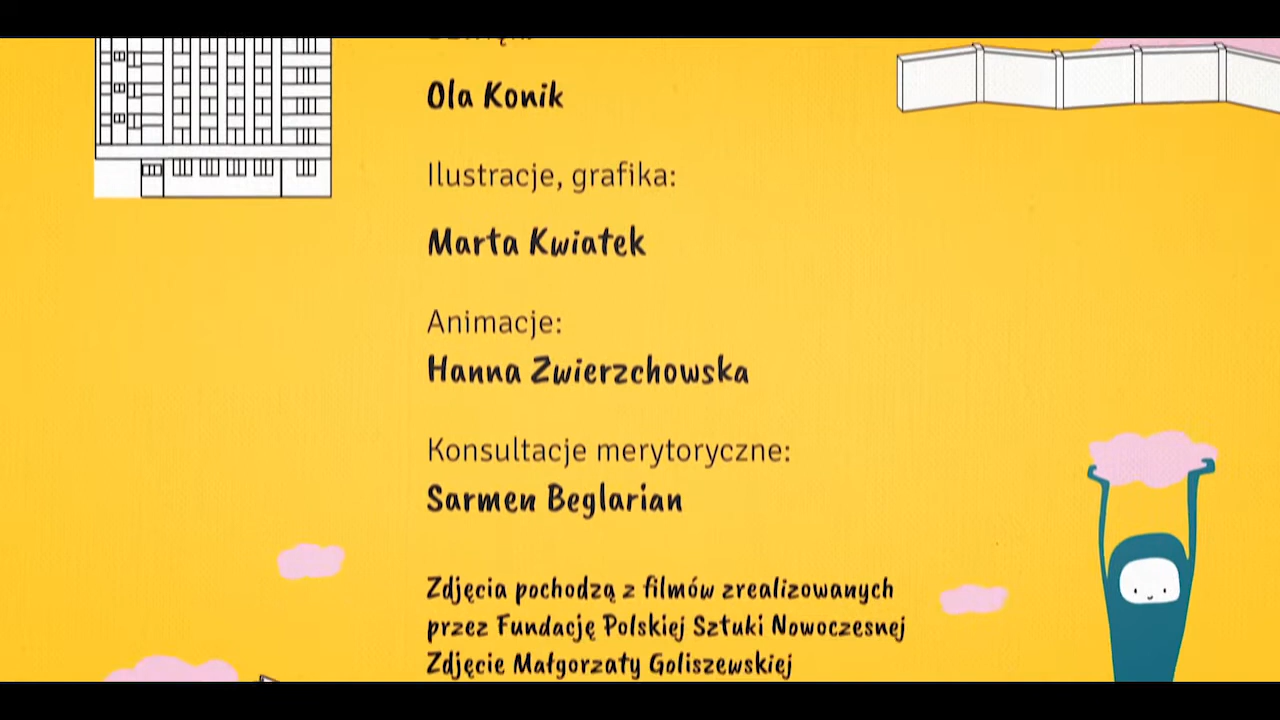 Ola Konik
Ilustracje, grafika:
Marta Kwiatek
Animacje:
Hanna Zwierzchowska
Konsultacje merytoryczne:
Sarmen Beglarian
Zdjęcia pochodzą z filmów zrealizowanych
przez Fundację Polskiej Sztuki Nowoczesnej
Zdjęcie Małgorzaty Goliszewskiej